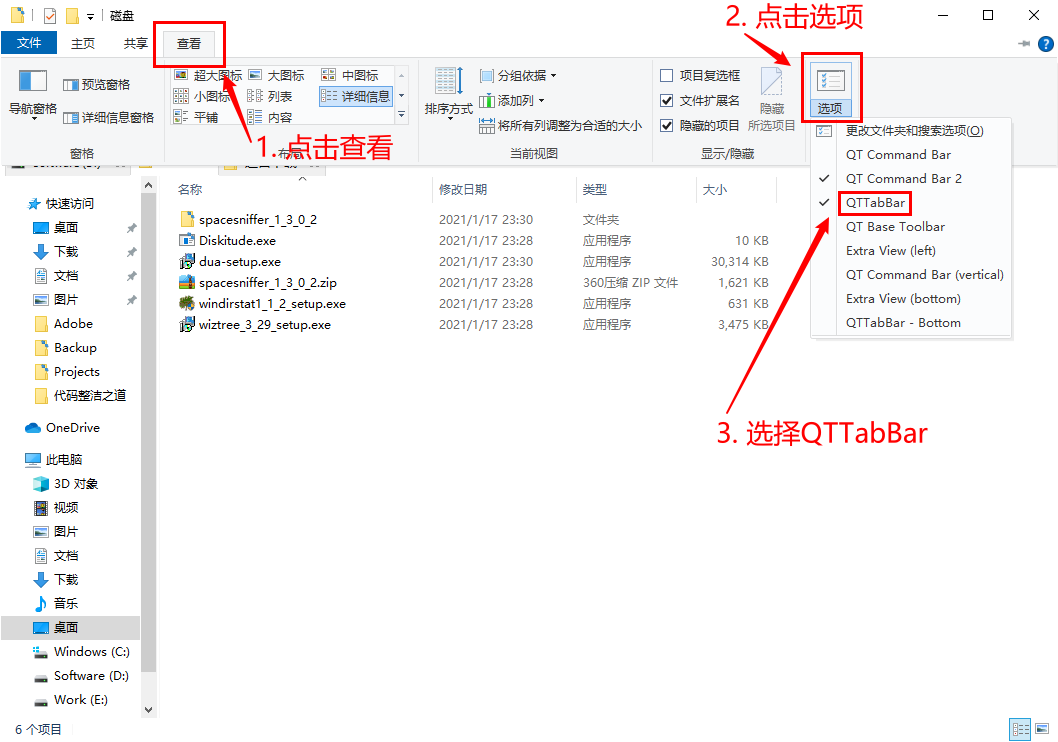 磁盘
2. 点击选项
文件 主页 共享 查看
导航窗格 预览窗格 详细信息窗格
超大图标 大图标 中图标
小图标 列表 详细信息
平铺 内容
排序方式 分组依据
添加列
将所有列调整为合适的大小
项目复选框
文件扩展名
隐藏的项目
隐藏
所选项目
选项
窗格 布局 当前视图 显示/隐藏
1. 点击查看
更改文件夹和搜索选项(O)
QT Command Bar
QT Command Bar 2
QTTabBar
QT Base Toolbar
Extra View (left)
QT Command Bar (vertical)
Extra View (bottom)
QTTabBar - Bottom
3. 选择QTTabBar
名称 修改日期 类型 大小
spacesniffer_1_3_0_2 2021/1/17 23:30 文件夹
Diskitude.exe 2021/1/17 23:28 应用程序 10 KB
dua-setup.exe 2021/1/17 23:30 应用程序 30,314 KB
spacesniffer_1_3_0_2.zip 2021/1/17 23:28 360压缩 ZIP 文件 1,621 KB
windirstat1_1_2_setup.exe 2021/1/17 23:28 应用程序 631 KB
wiztree_3_29_setup.exe 2021/1/17 23:28 应用程序 3,475 KB
快速访问
桌面
下载
文档
图片
Adobe
Backup
Projects
代码整洁之道
OneDrive
此电脑
3D 对象
视频
图片
文档
下载
音乐
桌面
Windows (C:)
Software (D:)
Work (E:)
6 个项目